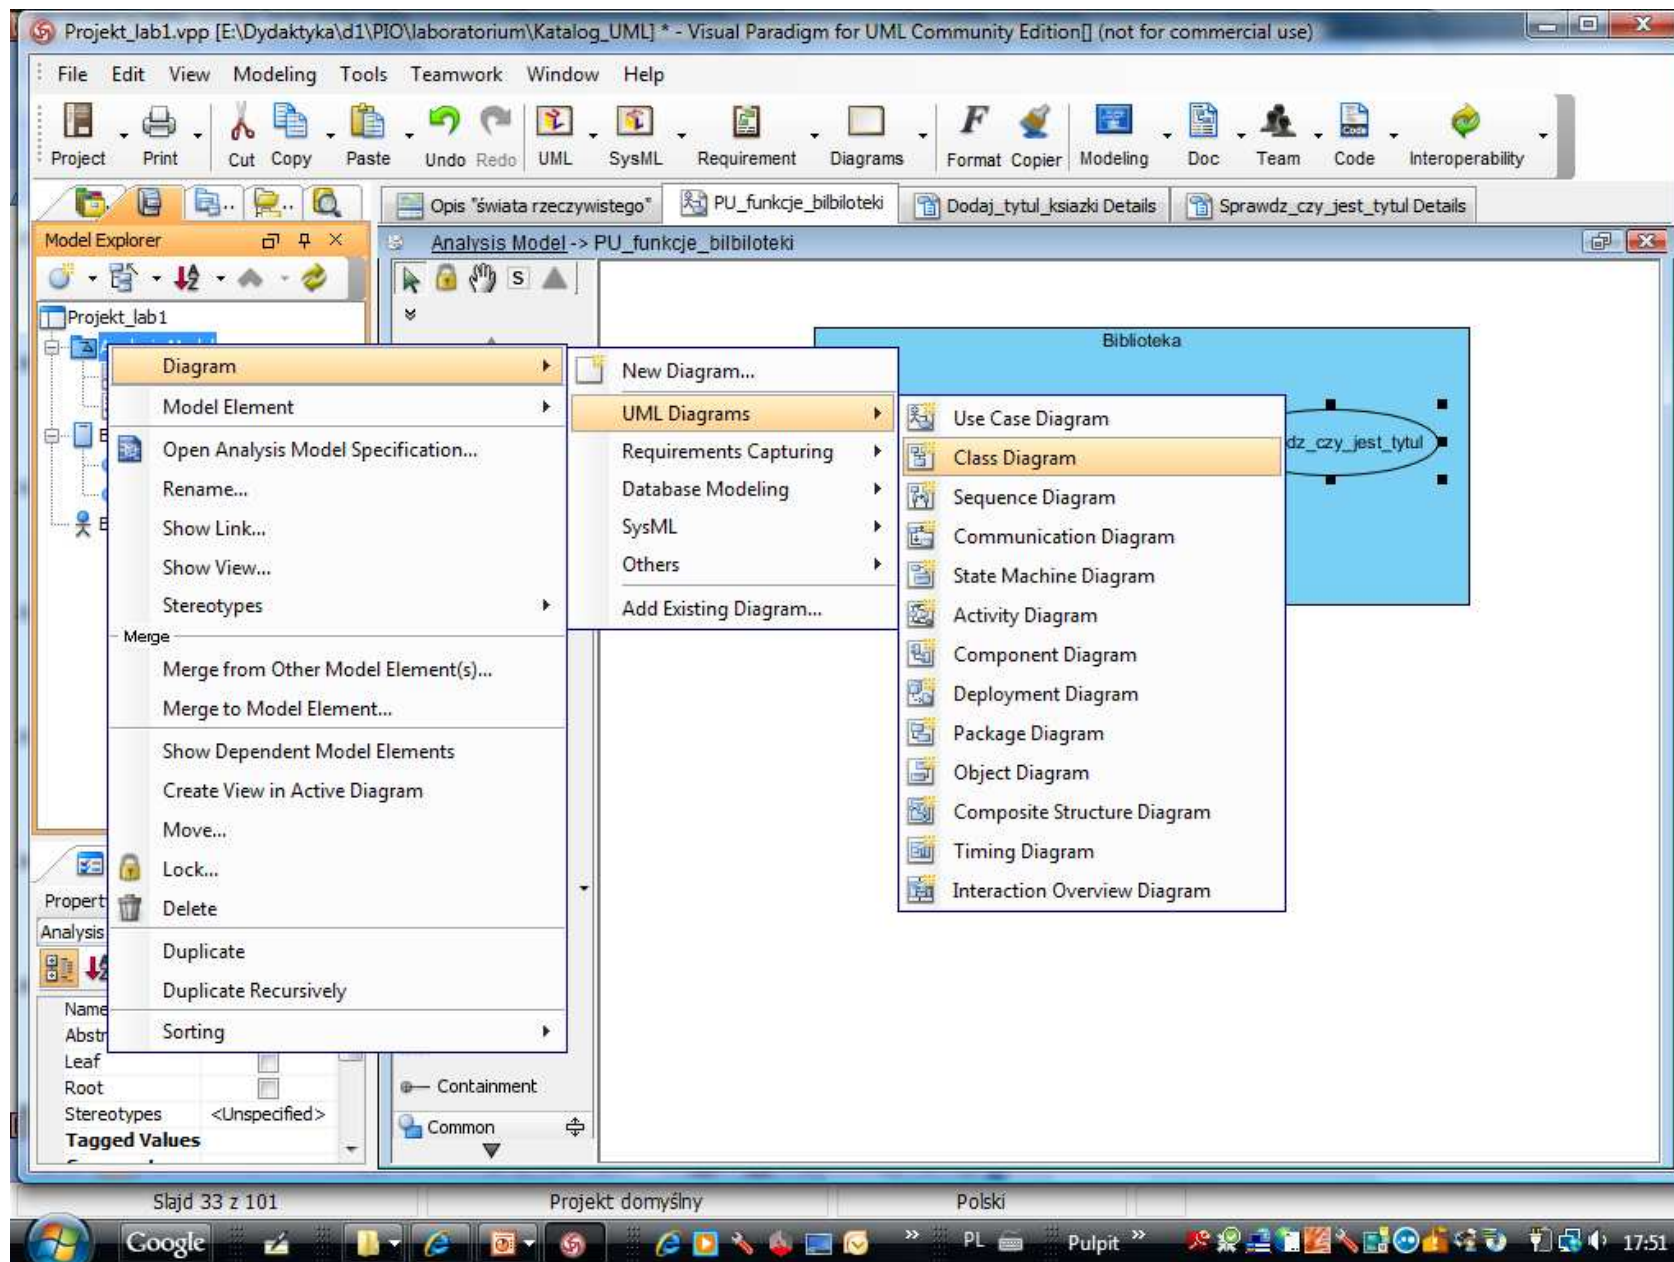 Projekt_lab1.vpp [E:\Dydaktyka\d1\PIO\laboratorium\Katalog_UML] * - Visual Paradigm for UML Community Edition[] (not for commercial use)
File Edit View Modeling Tools Teamwork Window Help
Project Print Cut Copy Paste Undo Redo UML SysML Requirement Diagrams Format Copier Modeling Doc Team Code Interoperability
Opis "świata rzeczywistego" PU_funkcje_bilbiloteki Dodaj_tytul_ksiazki Details Sprawdz_czy_jest_tytul Details
Model Explorer
Analysis Model -> PU_funkcje_bilbiloteki
S
Projekt_lab1
Biblioteka
dz_czy_jest_tytul
Diagram
Model Element
Open Analysis Model Specification...
Rename...
Show Link...
Show View...
Stereotypes
Merge
Merge from Other Model Element(s)...
Merge to Model Element...
Show Dependent Model Elements
Create View in Active Diagram
Move...
Lock...
Delete
Duplicate
Duplicate Recursively
Sorting
New Diagram...
UML Diagrams
Requirements Capturing
Database Modeling
SysML
Others
Add Existing Diagram...
Use Case Diagram
Class Diagram
Sequence Diagram
Communication Diagram
State Machine Diagram
Activity Diagram
Component Diagram
Deployment Diagram
Package Diagram
Object Diagram
Composite Structure Diagram
Timing Diagram
Interaction Overview Diagram
Propert
Analysis
Name
Abstr
Leaf
Root
Stereotypes <Unspecified>
Tagged Values
Containment
Common
Slajd 33 z 101 Projekt domyślny Polski
Google PL Pulpit 17:51